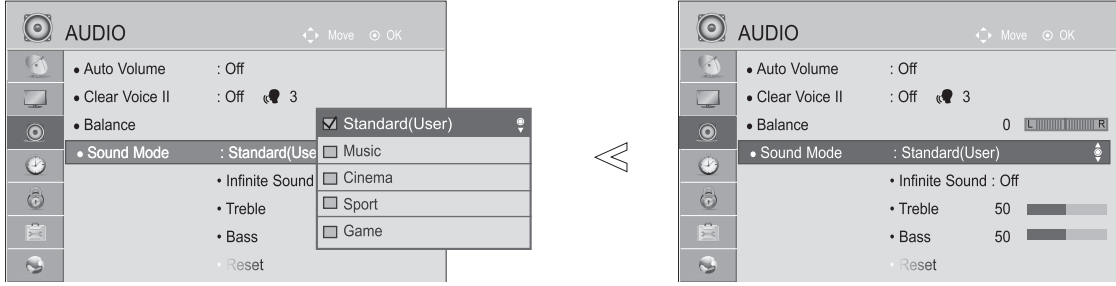 AUDIO
Move
OK
Auto Volume : Off
Clear Voice II : Off 3
Balance
Sound Mode : Standard(Use
• Infinite Sound
• Treble
• Bass
• Reset
Standard(User)
Music
Cinema
Sport
Game
AUDIO
Move
OK
Auto Volume : Off
Clear Voice II : Off 3
Balance 0 L R
Sound Mode : Standard(User)
• Infinite Sound : Off
• Treble 50
• Bass 50
• Reset